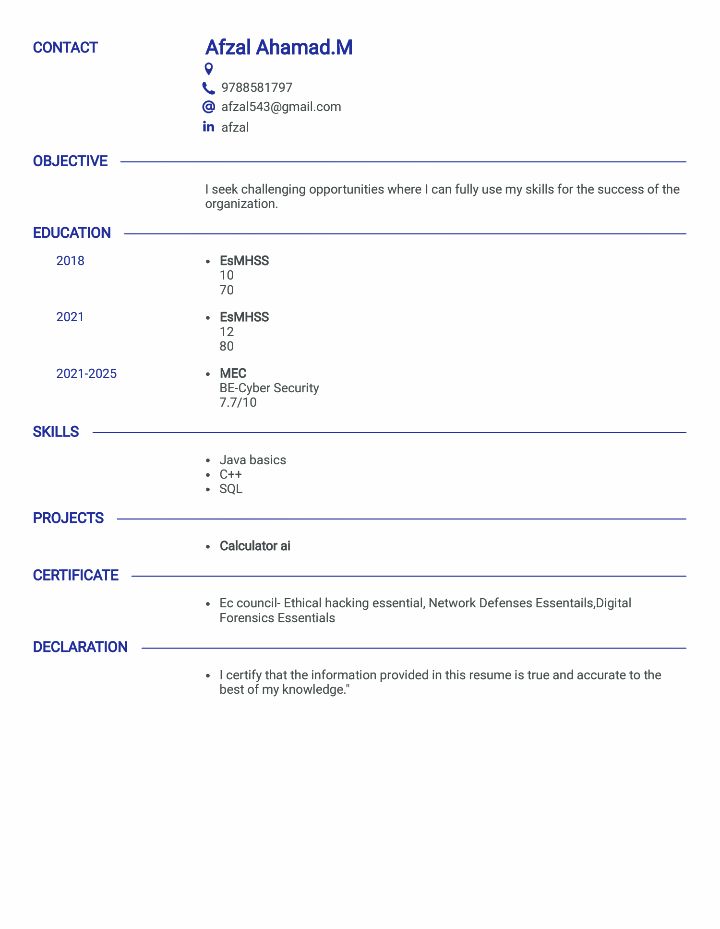 CONTACT
Afzal Ahamad.M
9788581797
afzal543@gmail.com
in afzal
OBJECTIVE
I seek challenging opportunities where I can fully use my skills for the success of the
organization.
EDUCATION
2018
• EsMHSS
10
70
2021
• EsMHSS
12
80
2021-2025
• MEC
BE-Cyber Security
7.7/10
SKILLS
• Java basics
• C++
• SQL
PROJECTS
• Calculator ai
CERTIFICATE
• Ec council- Ethical hacking essential, Network Defenses Essentails,Digital
Forensics Essentials
DECLARATION
• I certify that the information provided in this resume is true and accurate to the
best of my knowledge."